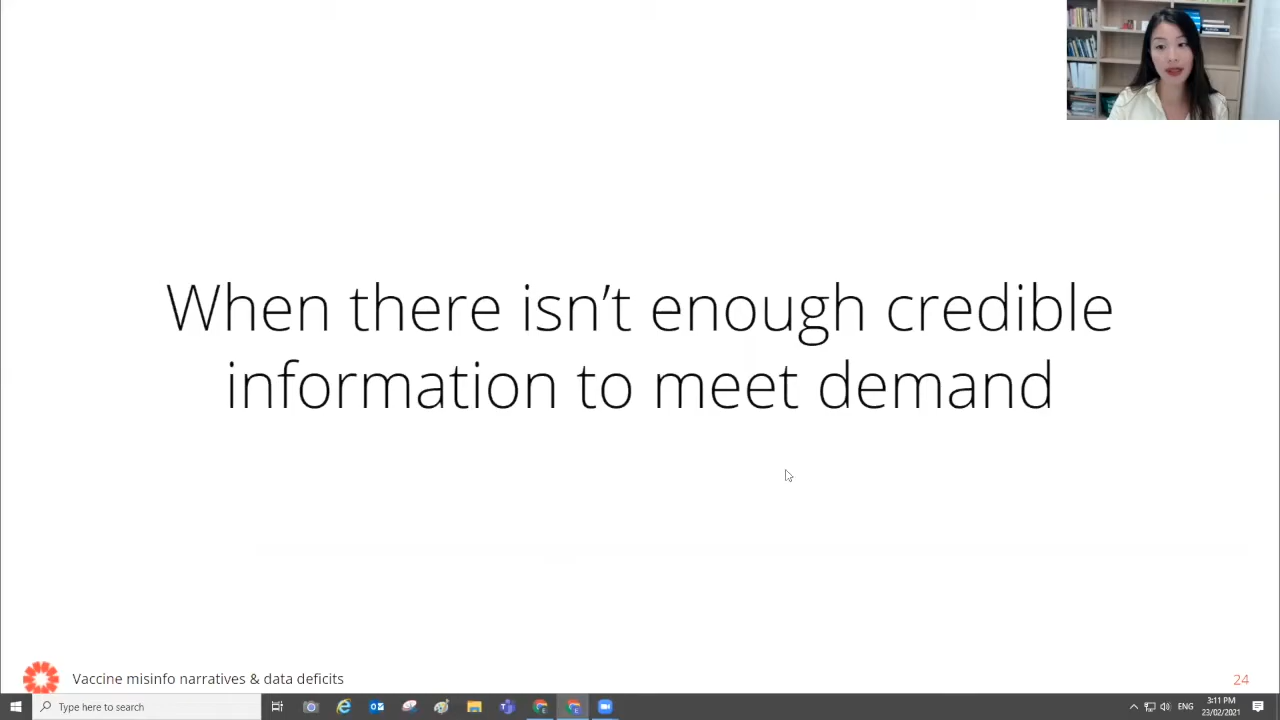 When there isn’t enough credible
information to meet demand
Vaccine misinfo narratives & data deficits
24
Type here to search
ENG
3:11 PM
23/02/2021